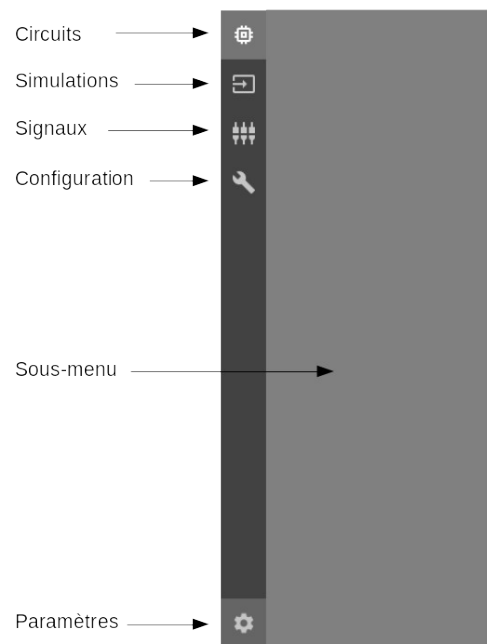 Circuits
Simulations
Signaux
Configuration
Sous-menu
Paramètres